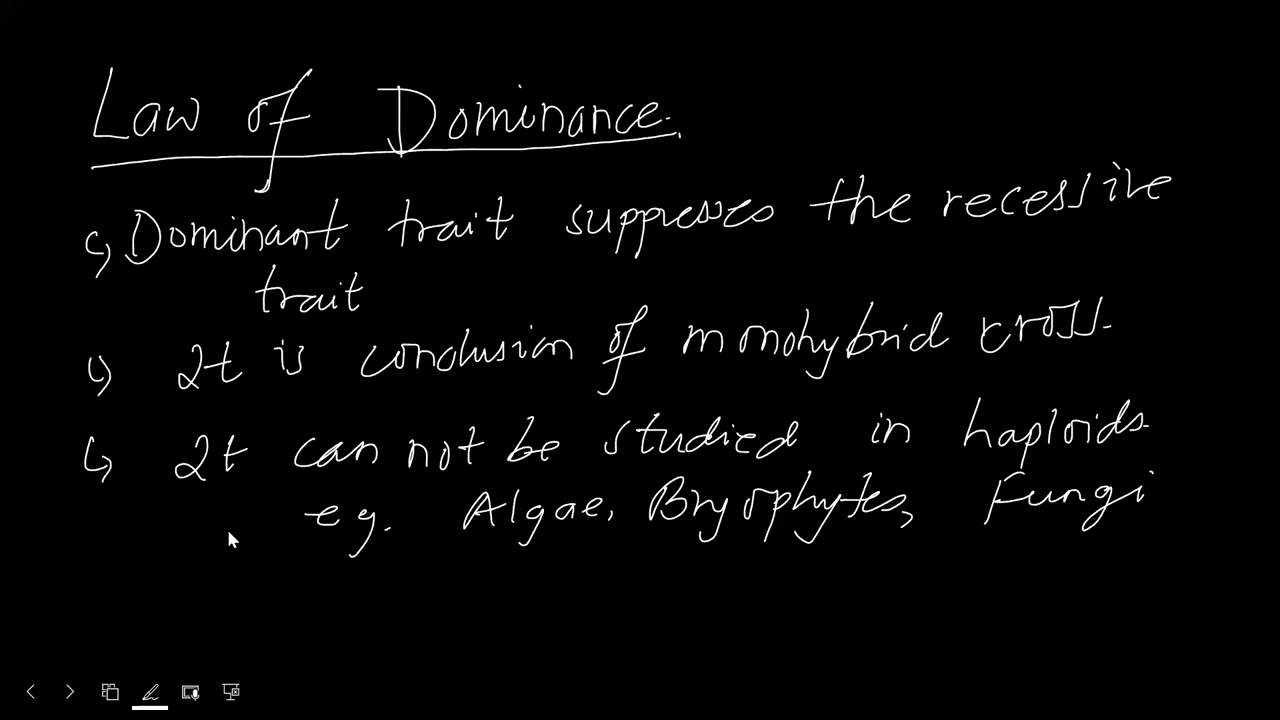 Law of Dominance.
Dominant trait suppresses the recessive
trait
It is conclusion of monohybrid cross.
It can not be studied in haploids.
eg. Algae, Bryophytes, Fungi